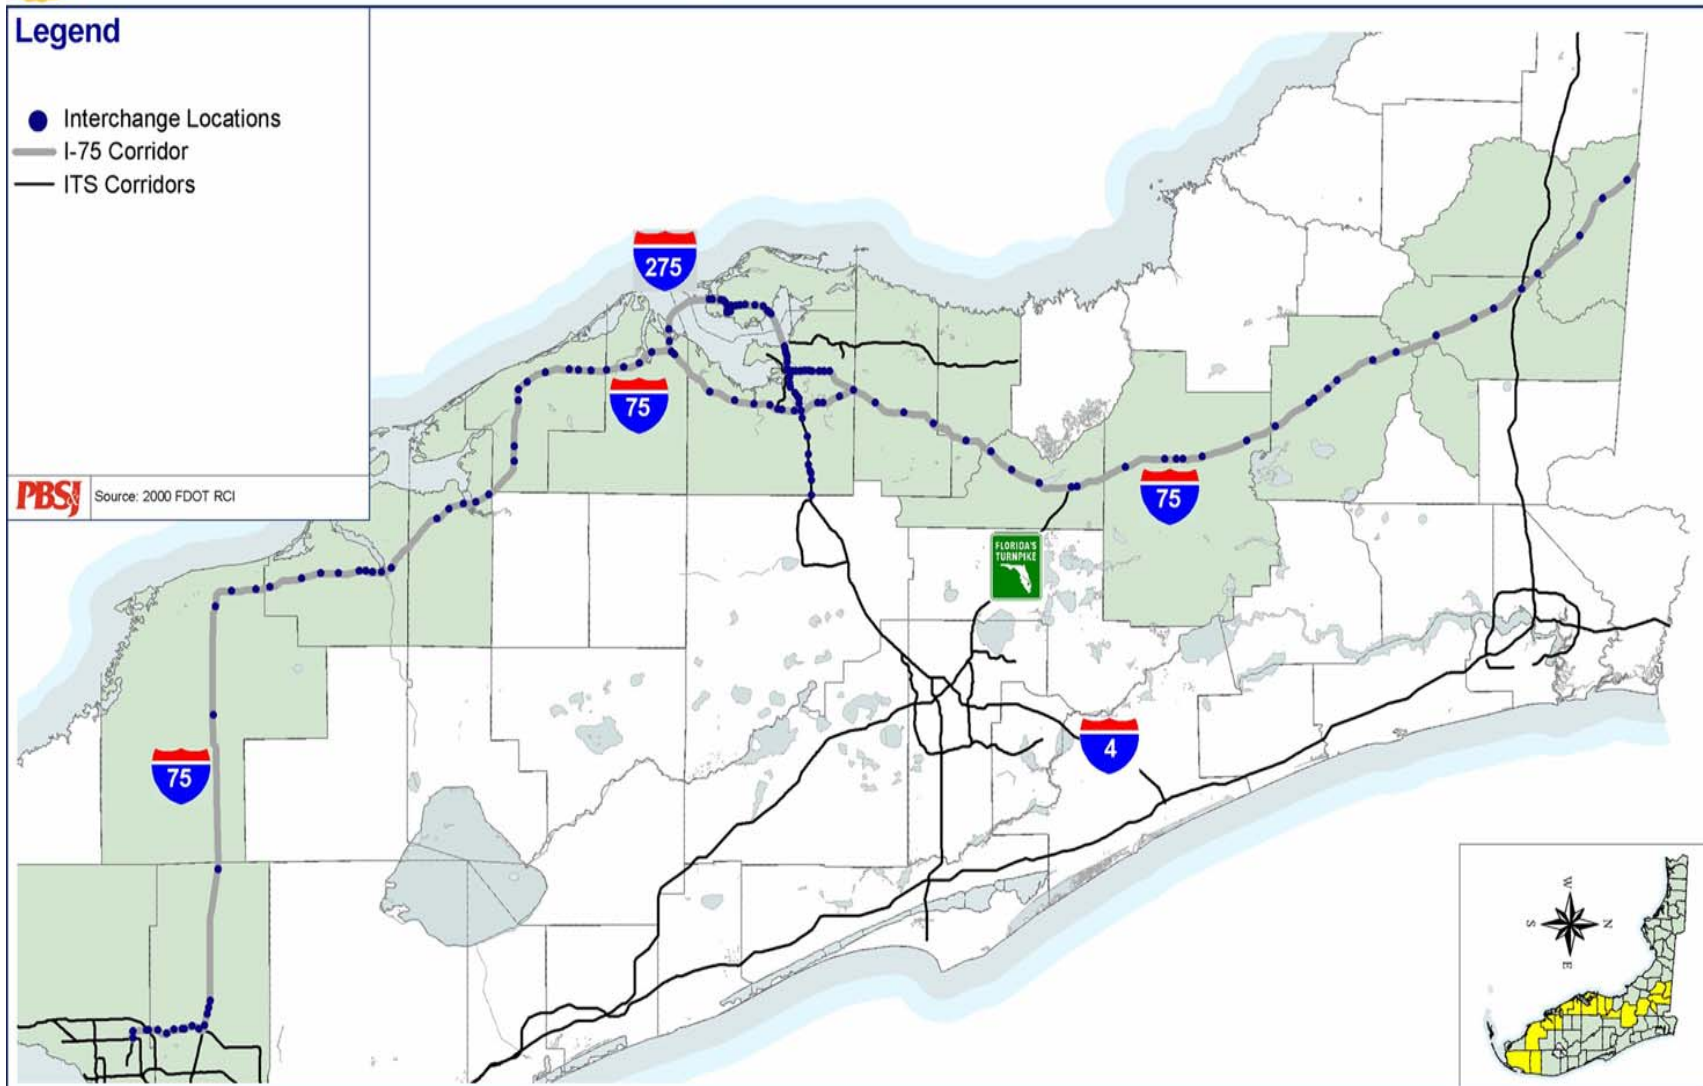 Legend
Interchange Locations
I-75 Corridor
ITS Corridors
PBSJ
Source: 2000 FDOT RCI
275
75
75
FLORIDA'S
TURNPIKE
4
75
W
S
N
E